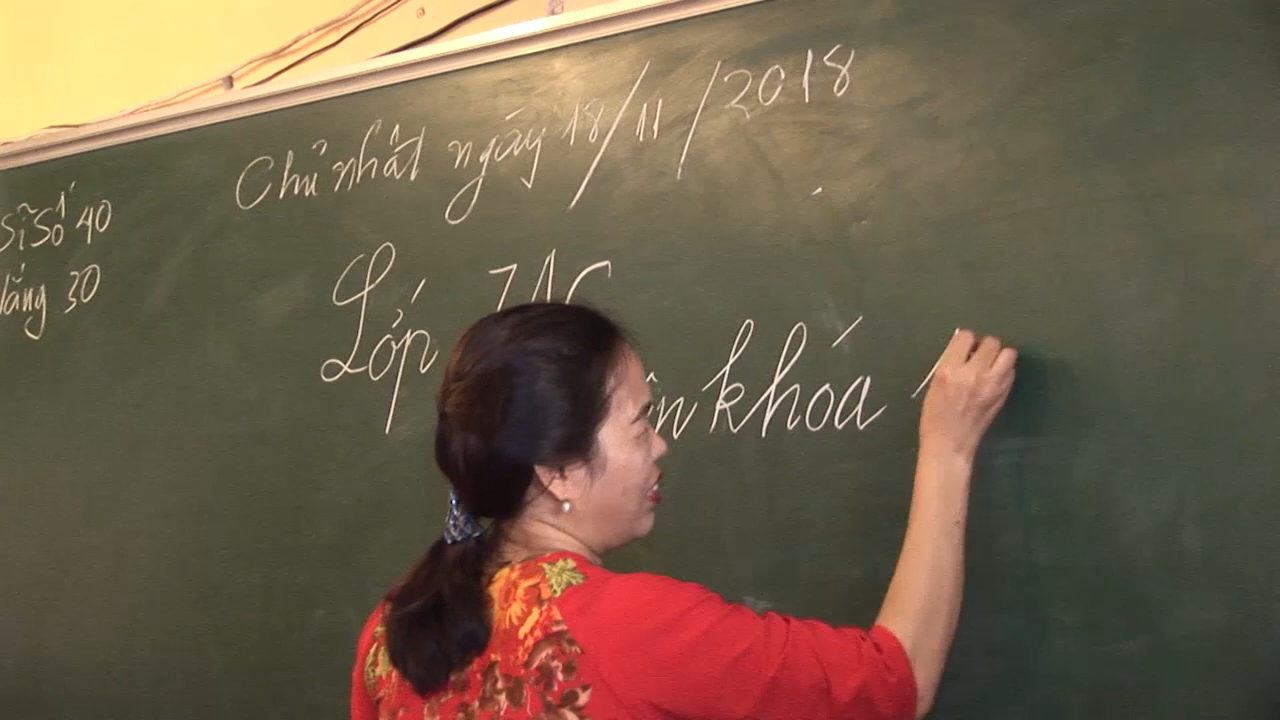 Chủ nhật ngày 18/11/2018
Sĩ Số 40
Vắng 30
Lớp
khóa